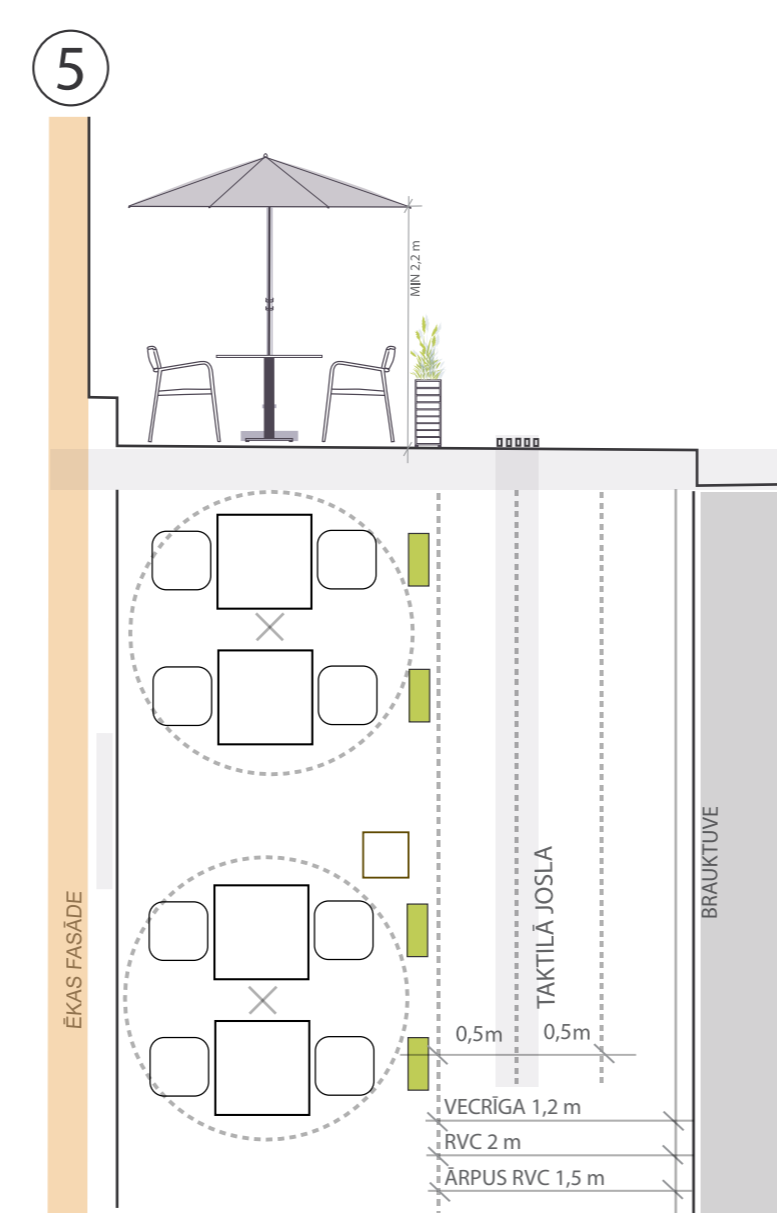 5
MIN 2,2 m
ĒKAS FASĀDE
TAKTILĀ JOSLA
BRAUKTUVE
0,5m 0,5m
VECRĪGA 1,2 m
RVC 2 m
ĀRPUS RVC 1,5 m